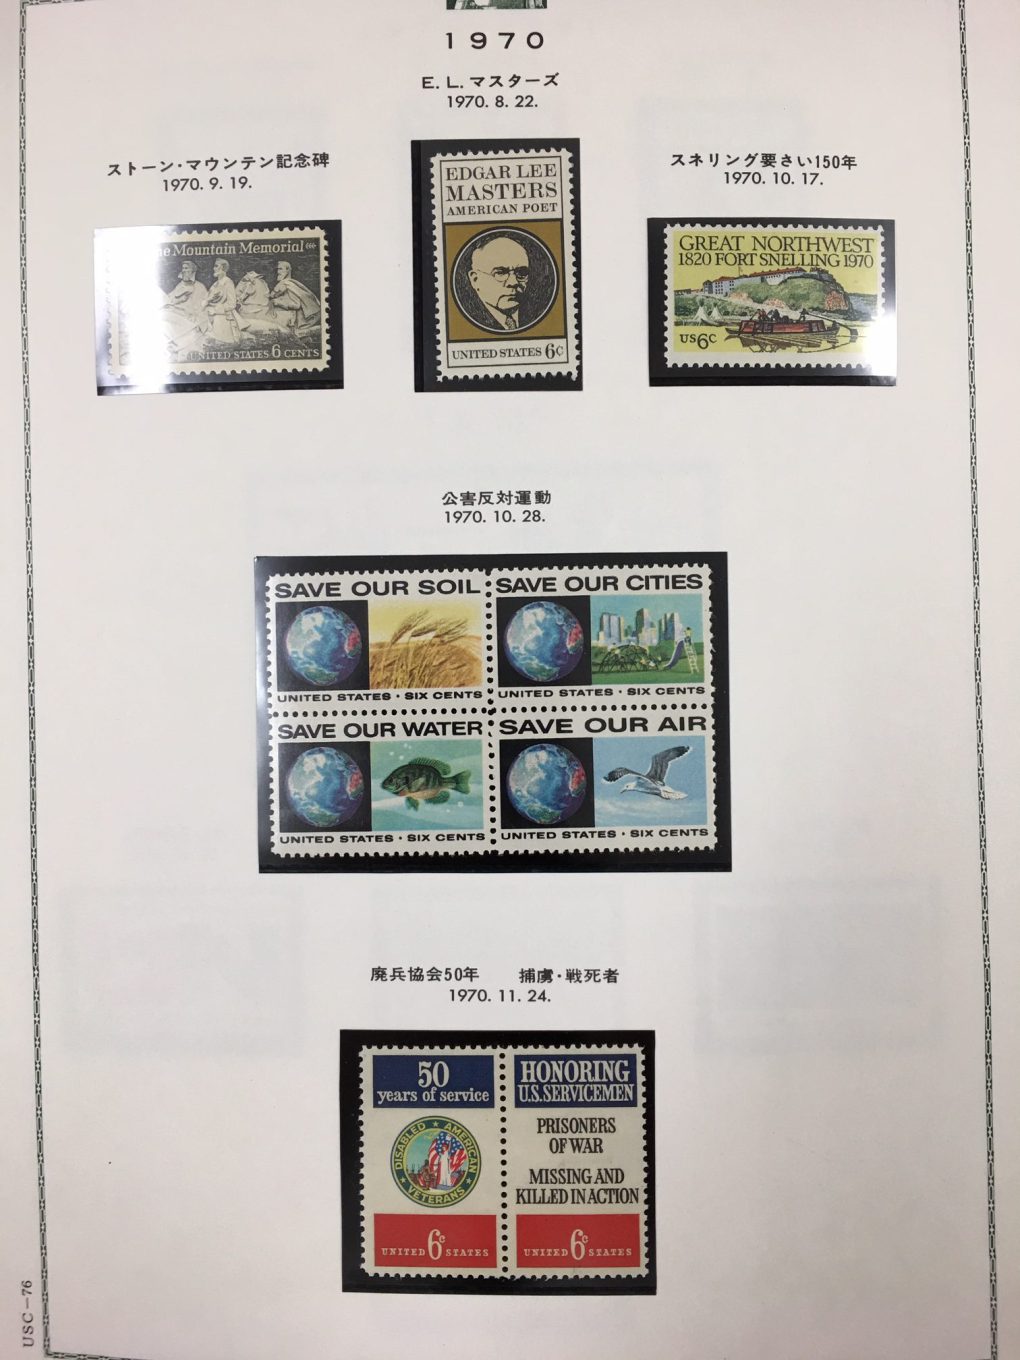 1970
E. L. マスターズ
1970. 8. 22.
ストーン・マウンテン記念碑
1970. 9. 19.
スネリング要さい150年
1970. 10. 17.
Mountain Memorial
UNITED STATES 6 CENTS
EDGAR LEE
MASTERS
AMERICAN POET
UNITED STATES 6c
GREAT NORTHWEST
1820 FORT SNELLING 1970
US 6c
公害反対運動
1970. 10. 28.
SAVE OUR SOIL
UNITED STATES · SIX CENTS
SAVE OUR CITIES
UNITED STATES · SIX CENTS
SAVE OUR WATER
UNITED STATES · SIX CENTS
SAVE OUR AIR
UNITED STATES · SIX CENTS
廃兵協会50年 捕虜・戦死者
1970. 11. 24.
50
years of service
DISABLED ★ AMERICAN
★ VETERANS ★
UNITED 6c STATES
HONORING
U.S. SERVICEMEN
PRISONERS
OF WAR
MISSING AND
KILLED IN ACTION
UNITED 6c STATES
USC-76